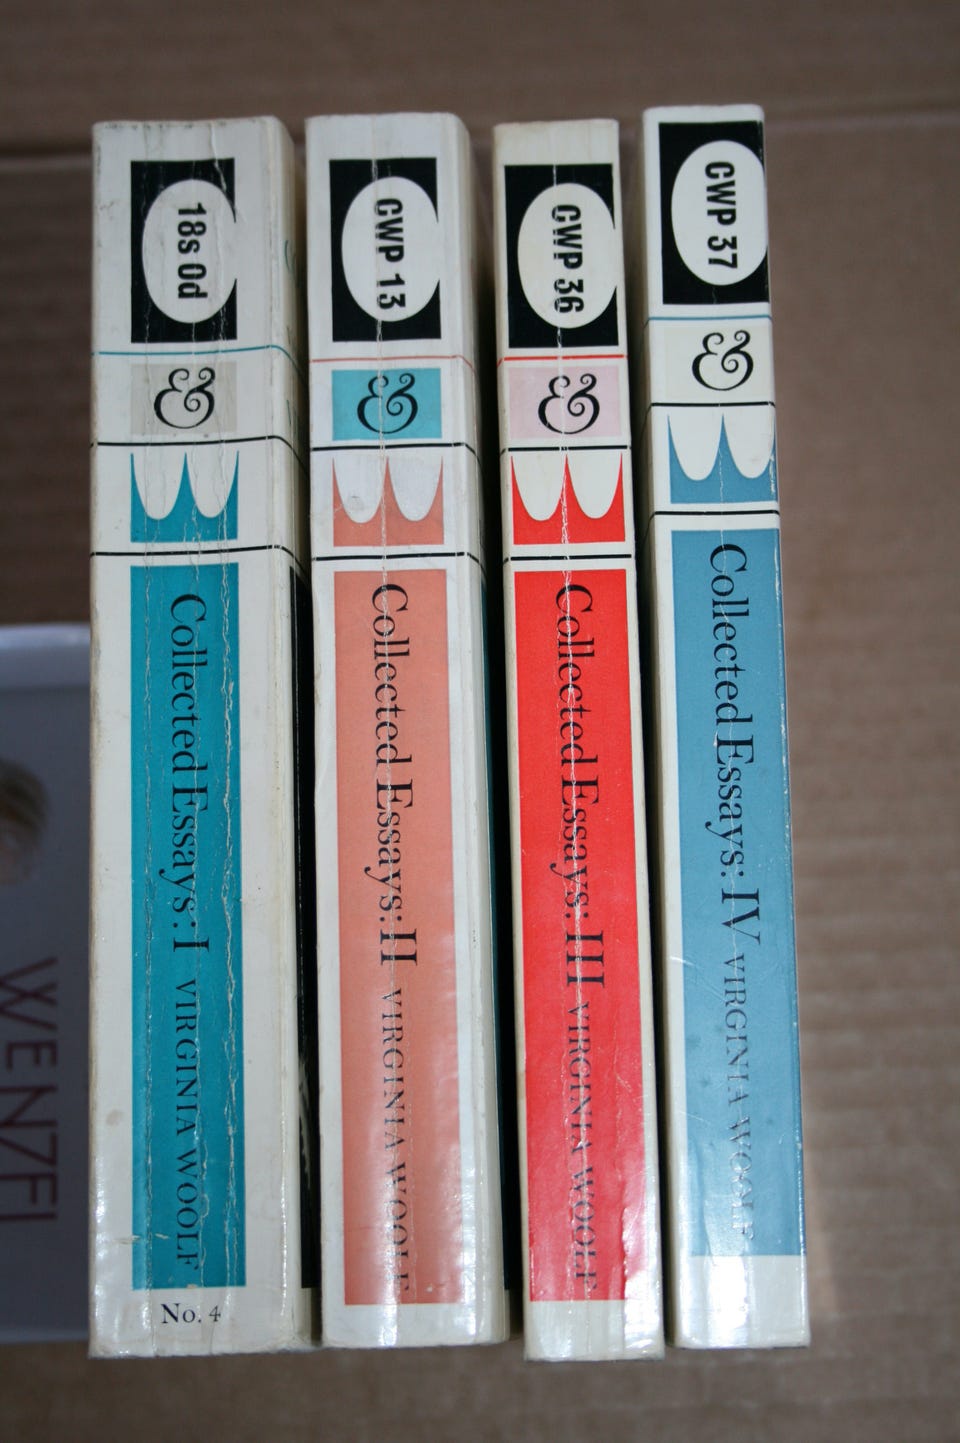 18s 0d
&
Collected Essays: I VIRGINIA WOOLF
No. 4
CWP 13
&
Collected Essays: II VIRGINIA WOOLF
CWP 36
&
Collected Essays: III VIRGINIA WOOLF
CWP 37
&
Collected Essays: IV VIRGINIA WOOLF